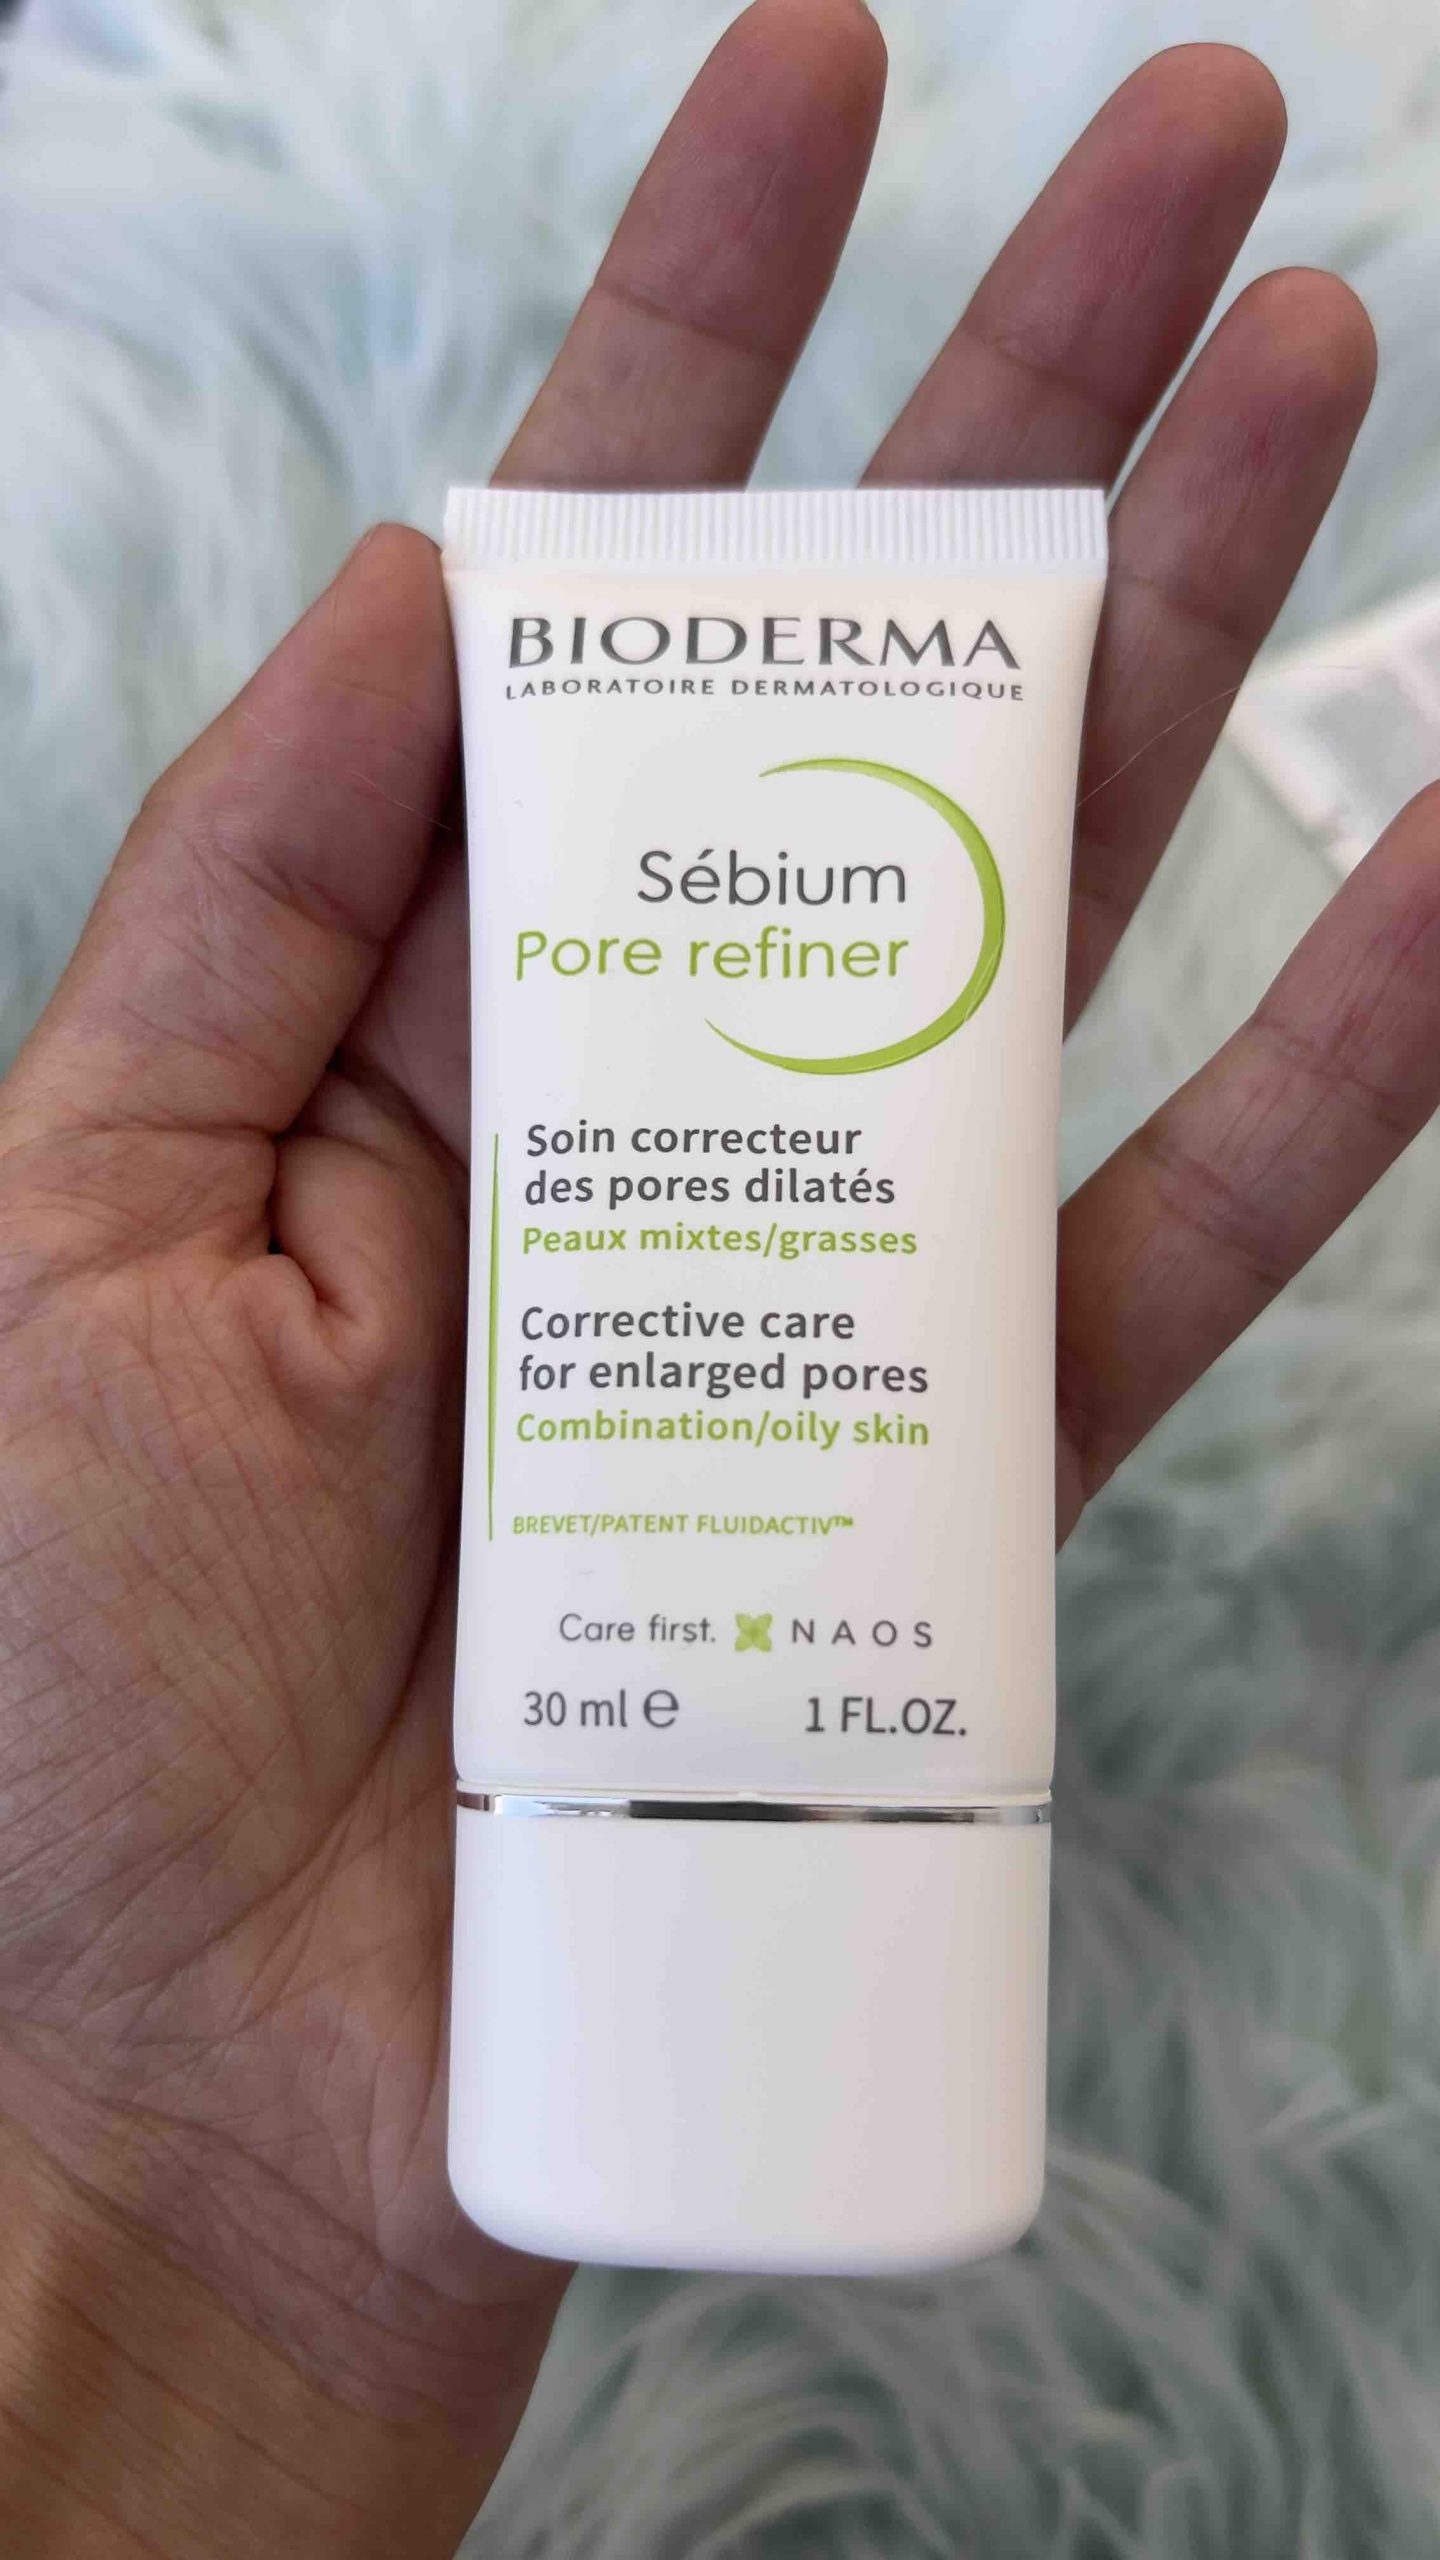 BIODERMA
LABORATOIRE DERMATOLOGIQUE
Sébium
Pore refiner
Soin correcteur
des pores dilatés
Peaux mixtes/grasses
Corrective care
for enlarged pores
Combination/oily skin
BREVET/PATENT FLUIDACTIV™
Care first. NAOS
30 ml ℮ 1 FL.OZ.